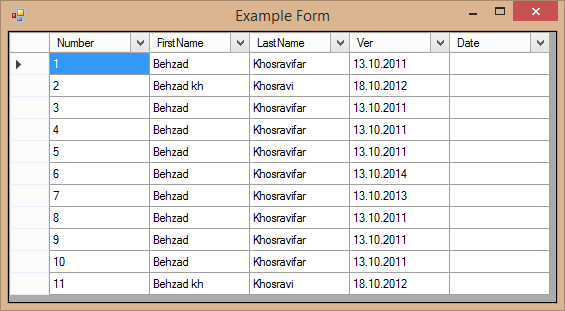 Example Form
Number FirstName LastName Ver Date
1 Behzad Khosravifar 13.10.2011
2 Behzad kh Khosravi 18.10.2012
3 Behzad Khosravifar 13.10.2011
4 Behzad Khosravifar 13.10.2011
5 Behzad Khosravifar 13.10.2011
6 Behzad Khosravifar 13.10.2014
7 Behzad Khosravifar 13.10.2013
8 Behzad Khosravifar 13.10.2011
9 Behzad Khosravifar 13.10.2011
10 Behzad Khosravifar 13.10.2011
11 Behzad kh Khosravi 18.10.2012